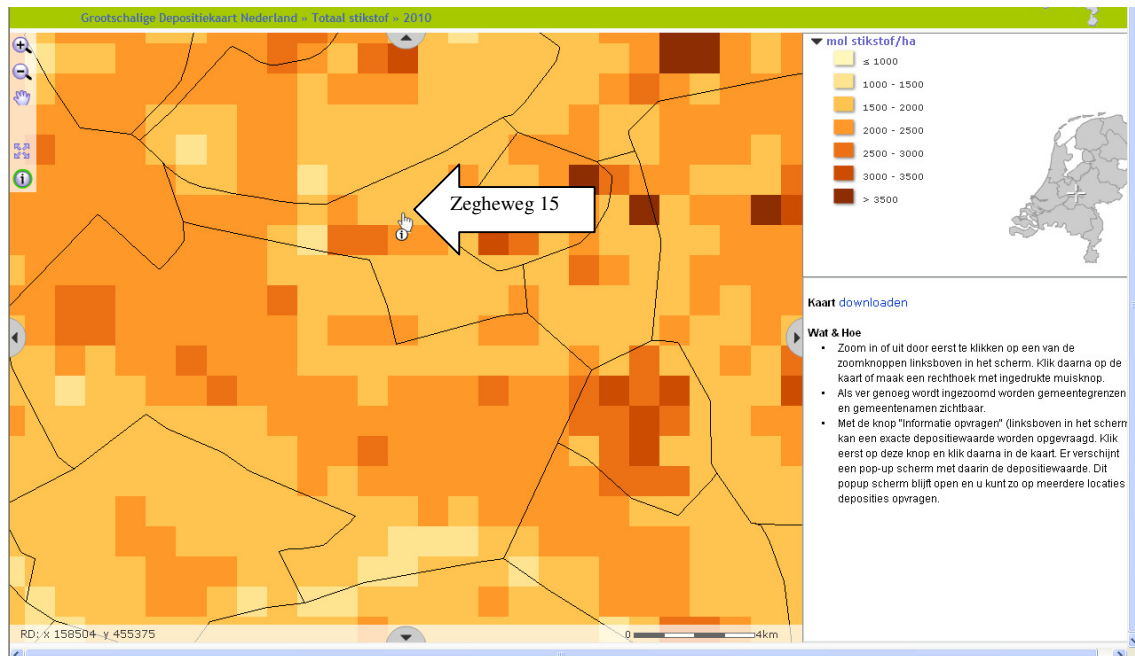 Grootschalige Depositiekaart Nederland » Totaal stikstof » 2010
mol stikstof/ha
≤ 1000
1000 - 1500
1500 - 2000
2000 - 2500
2500 - 3000
3000 - 3500
> 3500
Zegheweg 15
Kaart downloaden
Wat & Hoe
▪ Zoom in of uit door eerst te klikken op een van de
zoomknoppen linksboven in het scherm. Klik daarna op de
kaart of maak een rechthoek met ingedrukte muisknop.
▪ Als ver genoeg wordt ingezoomd worden gemeentegrenzen
en gemeentenamen zichtbaar.
▪ Met de knop "Informatie opvragen" (linksboven in het scherm
kan een exacte depositiewaarde worden opgevraagd. Klik
eerst op deze knop en klik daarna in de kaart. Er verschijnt
een pop-up scherm met daarin de depositiewaarde. Dit
popup scherm blijft open en u kunt zo op meerdere locaties
deposities opvragen.
RD: x 158504 y 455375
0 4km